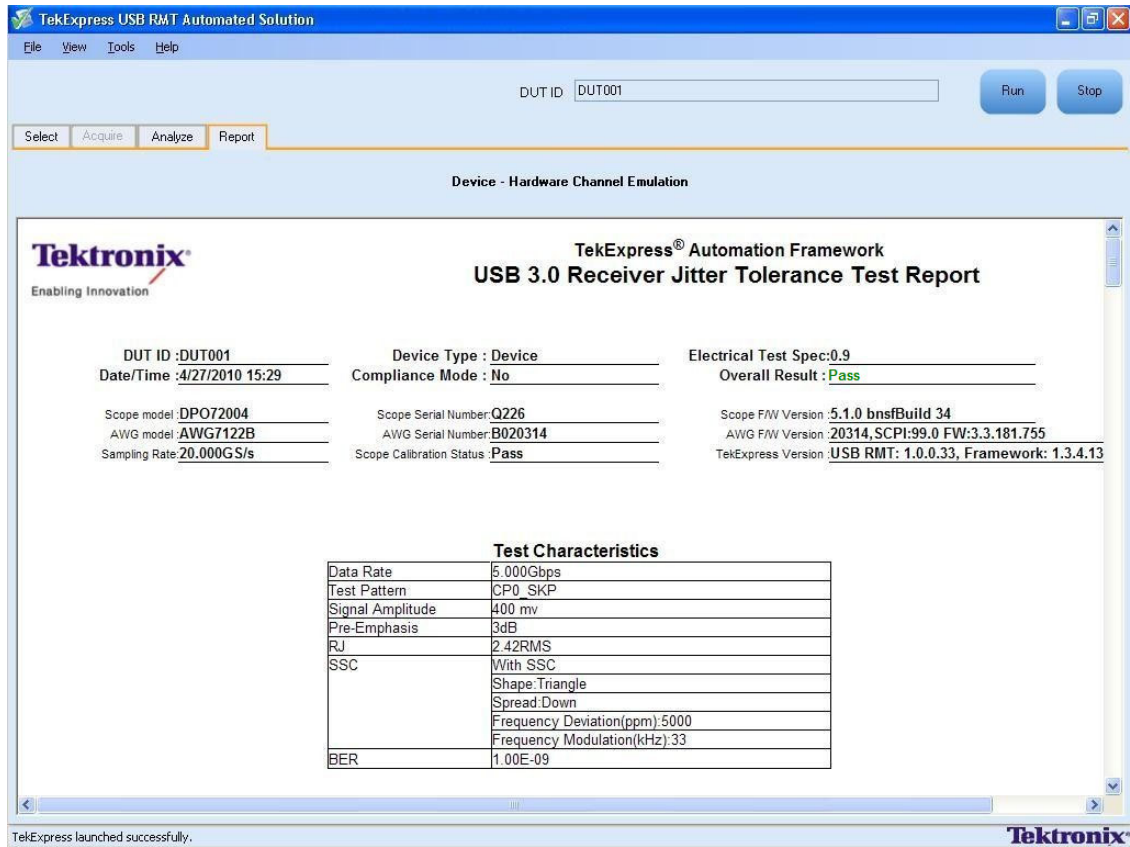 TekExpress USB RMT Automated Solution
File View Tools Help
DUT ID DUT001
Run Stop
Select Acquire Analyze Report
Device - Hardware Channel Emulation
Tektronix
Enabling Innovation
TekExpress® Automation Framework
USB 3.0 Receiver Jitter Tolerance Test Report
DUT ID :DUT001 Device Type : Device Electrical Test Spec:0.9
Date/Time :4/27/2010 15:29 Compliance Mode : No Overall Result : Pass
Scope model :DPO72004 Scope Serial Number:Q226 Scope F/W Version :5.1.0 bnsfBuild 34
AWG model :AWG7122B AWG Serial Number:B020314 AWG F/W Version :20314,SCPI:99.0 FW:3.3.181.755
Sampling Rate:20.000GS/s Scope Calibration Status :Pass TekExpress Version :USB RMT: 1.0.0.33, Framework: 1.3.4.13
Test Characteristics
Data Rate 5.000Gbps
Test Pattern CP0_SKP
Signal Amplitude 400 mv
Pre-Emphasis 3dB
RJ 2.42RMS
SSC With SSC
Shape:Triangle
Spread:Down
Frequency Deviation(ppm):5000
Frequency Modulation(kHz):33
BER 1.00E-09
TekExpress launched successfully. Tektronix